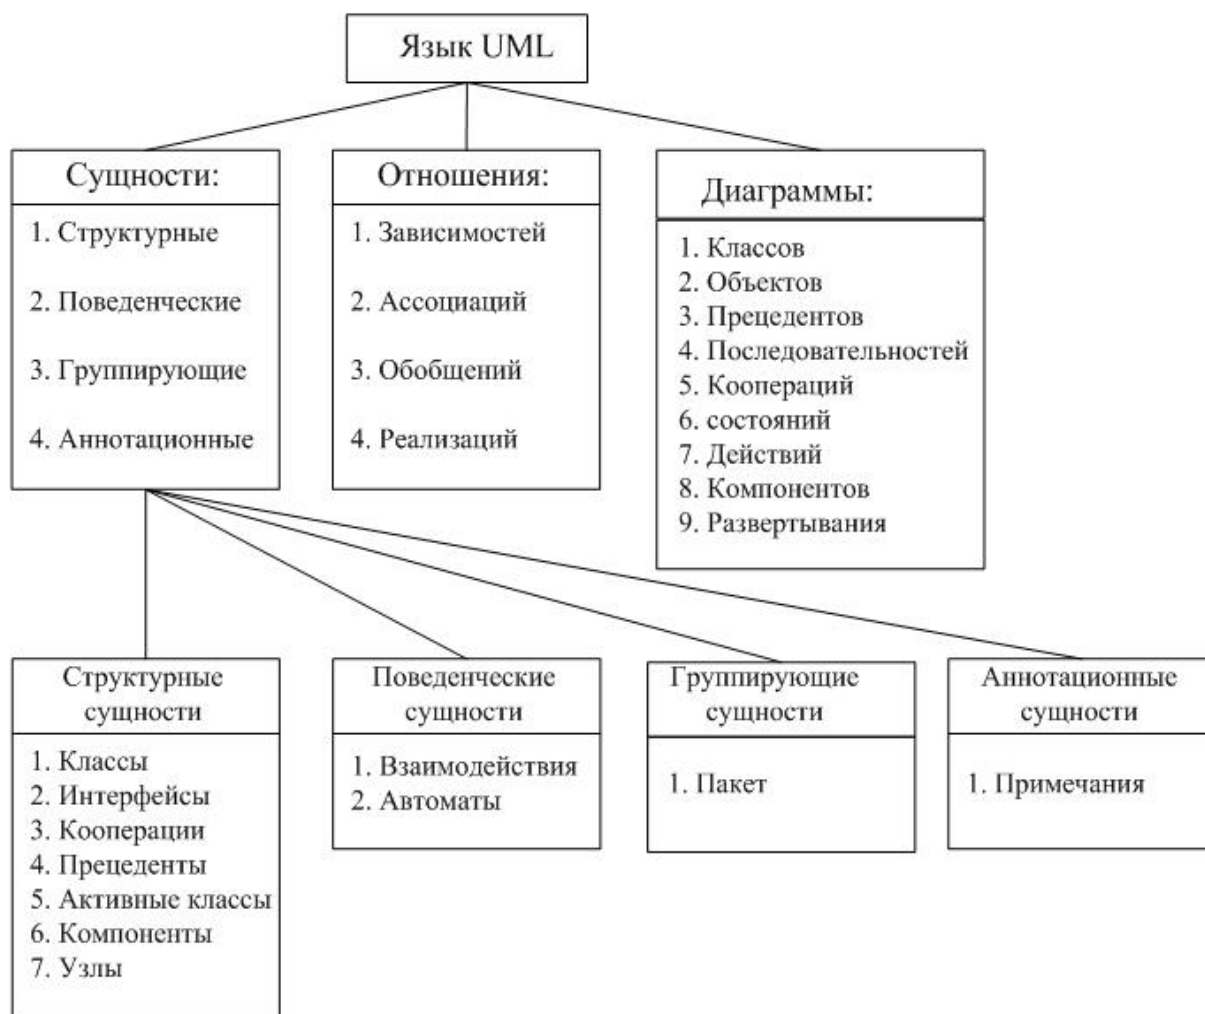 Язык UML
Сущности:
1. Структурные
2. Поведенческие
3. Группирующие
4. Аннотационные
Отношения:
1. Зависимостей
2. Ассоциаций
3. Обобщений
4. Реализаций
Диаграммы:
1. Классов
2. Объектов
3. Прецедентов
4. Последовательностей
5. Коопераций
6. состояний
7. Действий
8. Компонентов
9. Развертывания
Структурные
сущности
1. Классы
2. Интерфейсы
3. Кооперации
4. Прецеденты
5. Активные классы
6. Компоненты
7. Узлы
Поведенческие
сущности
1. Взаимодействия
2. Автоматы
Группирующие
сущности
1. Пакет
Аннотационные
сущности
1. Примечания